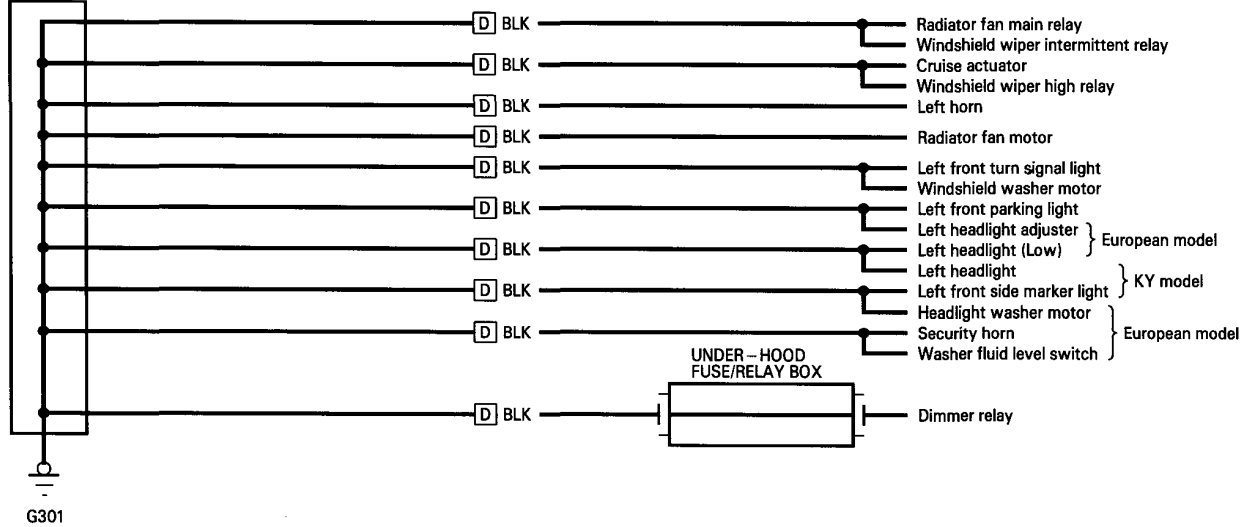 D BLK Radiator fan main relay
Windshield wiper intermittent relay
D BLK Cruise actuator
Windshield wiper high relay
D BLK Left horn
D BLK Radiator fan motor
D BLK Left front turn signal light
Windshield washer motor
D BLK Left front parking light
Left headlight adjuster
European model
D BLK Left headlight (Low)
Left headlight
KY model
D BLK Left front side marker light
Headlight washer motor
D BLK Security horn
European model
Washer fluid level switch
UNDER-HOOD
FUSE/RELAY BOX
D BLK Dimmer relay
G301